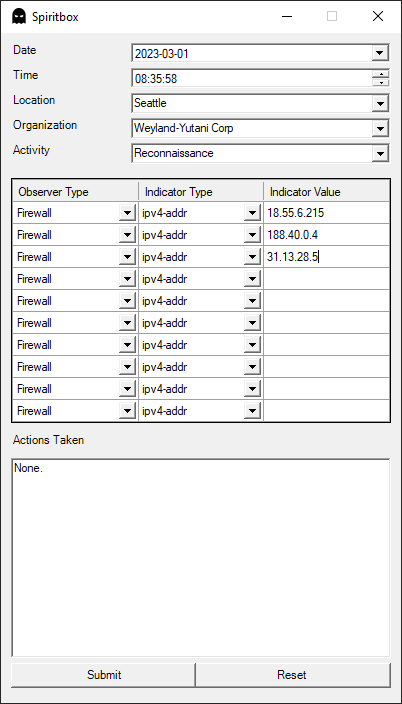 Spiritbox
Date 2023-03-01
Time 08:35:58
Location Seattle
Organization Weyland-Yutani Corp
Activity Reconnaissance
Observer Type Indicator Type Indicator Value
Firewall ipv4-addr 18.55.6.215
Firewall ipv4-addr 188.40.0.4
Firewall ipv4-addr 31.13.28.5
Firewall ipv4-addr
Firewall ipv4-addr
Firewall ipv4-addr
Firewall ipv4-addr
Firewall ipv4-addr
Firewall ipv4-addr
Firewall ipv4-addr
Actions Taken
None.
Submit Reset